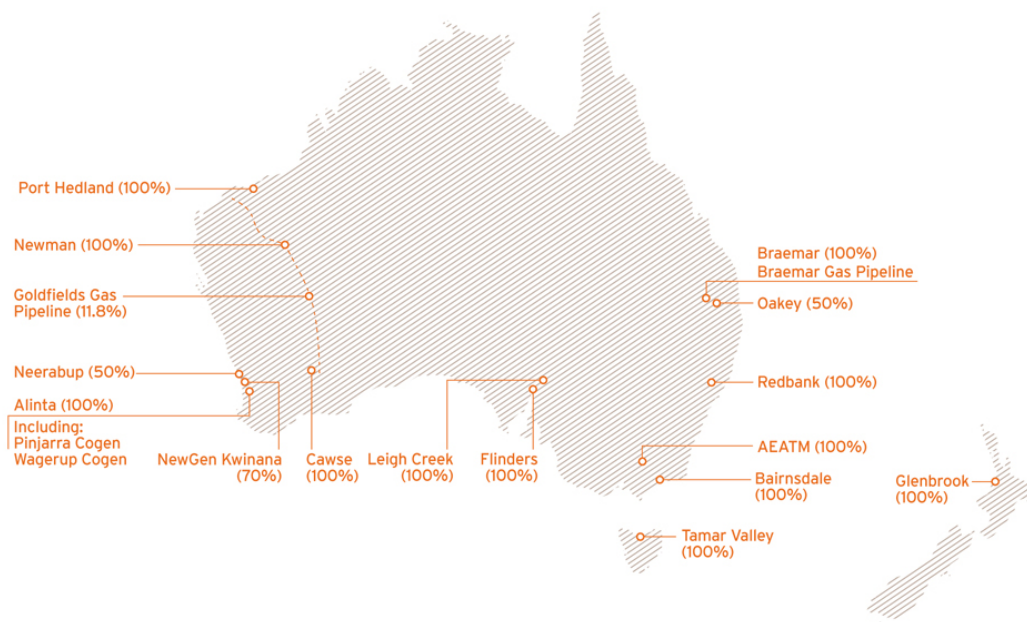 Port Hedland (100%)
Newman (100%)
Goldfields Gas
Pipeline (11.8%)
Neerabup (50%)
Alinta (100%)
Including:
Pinjarra Cogen
Wagerup Cogen
NewGen Kwinana
(70%)
Cawse
(100%)
Leigh Creek
(100%)
Flinders
(100%)
Braemar (100%)
Braemar Gas Pipeline
Oakey (50%)
Redbank (100%)
AEATM (100%)
Bairnsdale
(100%)
Tamar Valley
(100%)
Glenbrook
(100%)